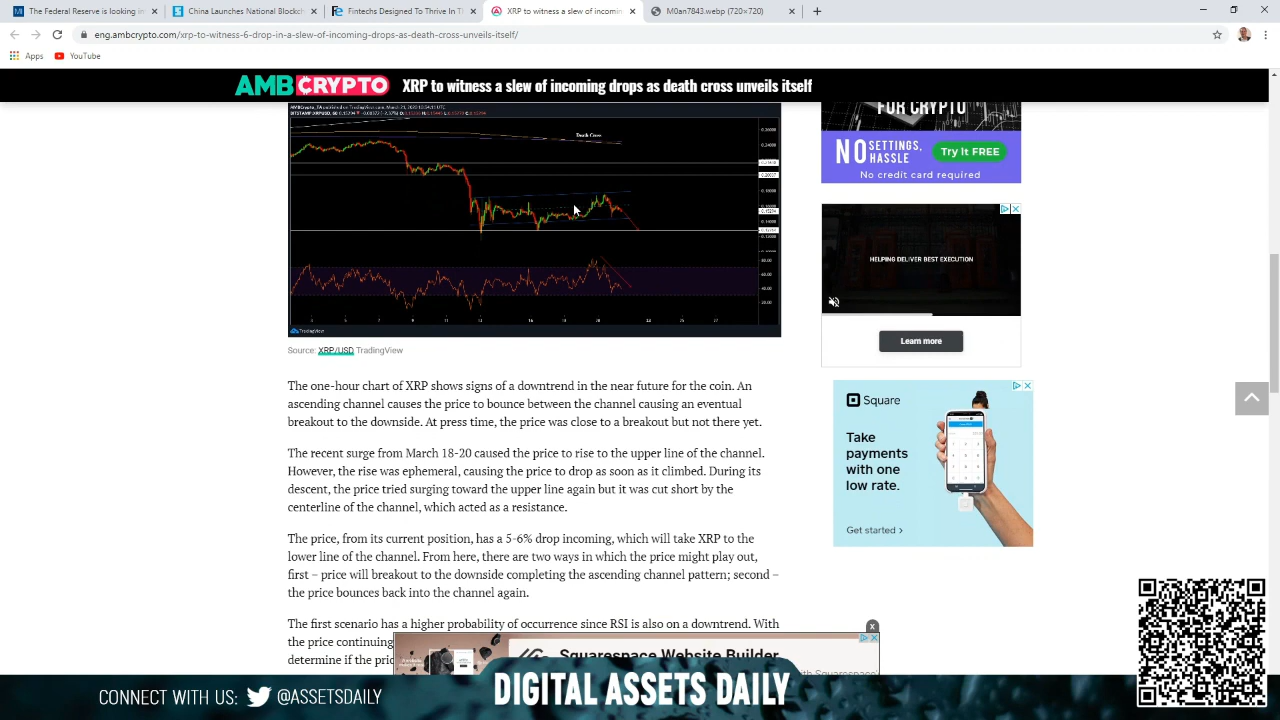 The Federal Reserve is looking in
China Launches National Blockch
Fintechs Designed To Thrive In T
XRP to witness a slew of incomin
M0an7843.webp (720×720)
eng.ambcrypto.com/xrp-to-witness-6-drop-in-a-slew-of-incoming-drops-as-death-cross-unveils-itself/
Apps
YouTube
AMBCRYPTO
XRP to witness a slew of incoming drops as death cross unveils itself
Death Cross
TradingView
Source: XRP/USD TradingView
The one-hour chart of XRP shows signs of a downtrend in the near future for the coin. An
ascending channel causes the price to bounce between the channel causing an eventual
breakout to the downside. At press time, the price was close to a breakout but not there yet.
The recent surge from March 18-20 caused the price to rise to the upper line of the channel.
However, the rise was ephemeral, causing the price to drop as soon as it climbed. During its
descent, the price tried surging toward the upper line again but it was cut short by the
centerline of the channel, which acted as a resistance.
The price, from its current position, has a 5-6% drop incoming, which will take XRP to the
lower line of the channel. From here, there are two ways in which the price might play out,
first – price will breakout to the downside completing the ascending channel pattern; second –
the price bounces back into the channel again.
The first scenario has a higher probability of occurrence since RSI is also on a downtrend. With
the price continuing
determine if the pric
FOR CRYPTO
NO SETTINGS, HASSLE
Try It FREE
No credit card required
HELPING DELIVER BEST EXECUTION
Learn more
Square
Take
payments
with one
low rate.
Get started >
Squarespace Website Builder
ith Squarespace'
CONNECT WITH US: @ASSETSDAILY
DIGITAL ASSETS DAILY